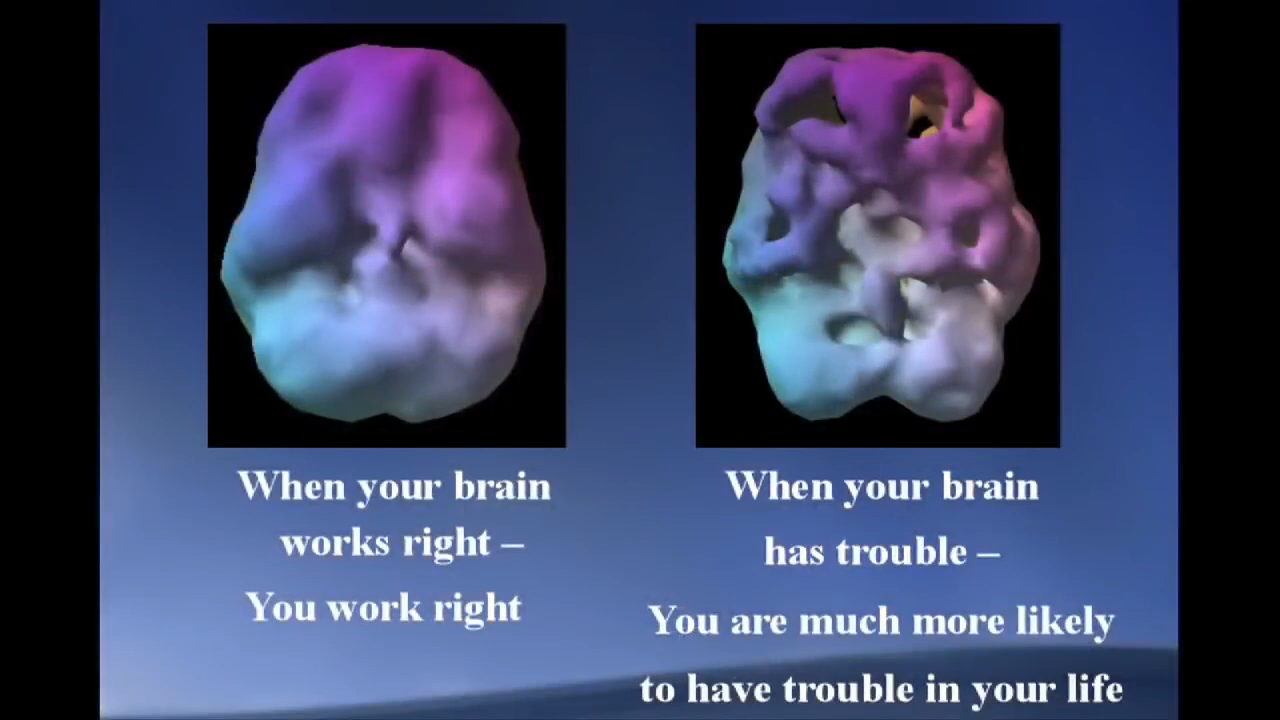 When your brain
works right –
You work right
When your brain
has trouble –
You are much more likely
to have trouble in your life